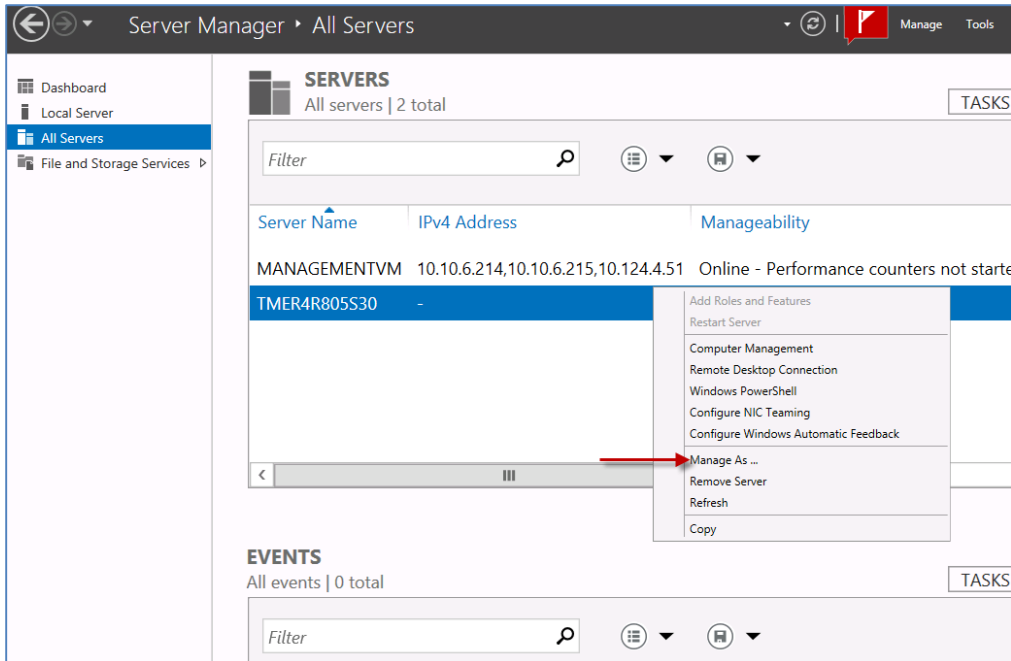 Server Manager ‣ All Servers
Manage Tools
Dashboard
Local Server
All Servers
File and Storage Services
SERVERS
All servers | 2 total
TASKS
Filter
Server Name IPv4 Address Manageability
MANAGEMENTVM 10.10.6.214,10.10.6.215,10.124.4.51 Online - Performance counters not starte
TMER4R805S30 -
Add Roles and Features
Restart Server
Computer Management
Remote Desktop Connection
Windows PowerShell
Configure NIC Teaming
Configure Windows Automatic Feedback
Manage As ...
Remove Server
Refresh
Copy
EVENTS
All events | 0 total
TASKS
Filter